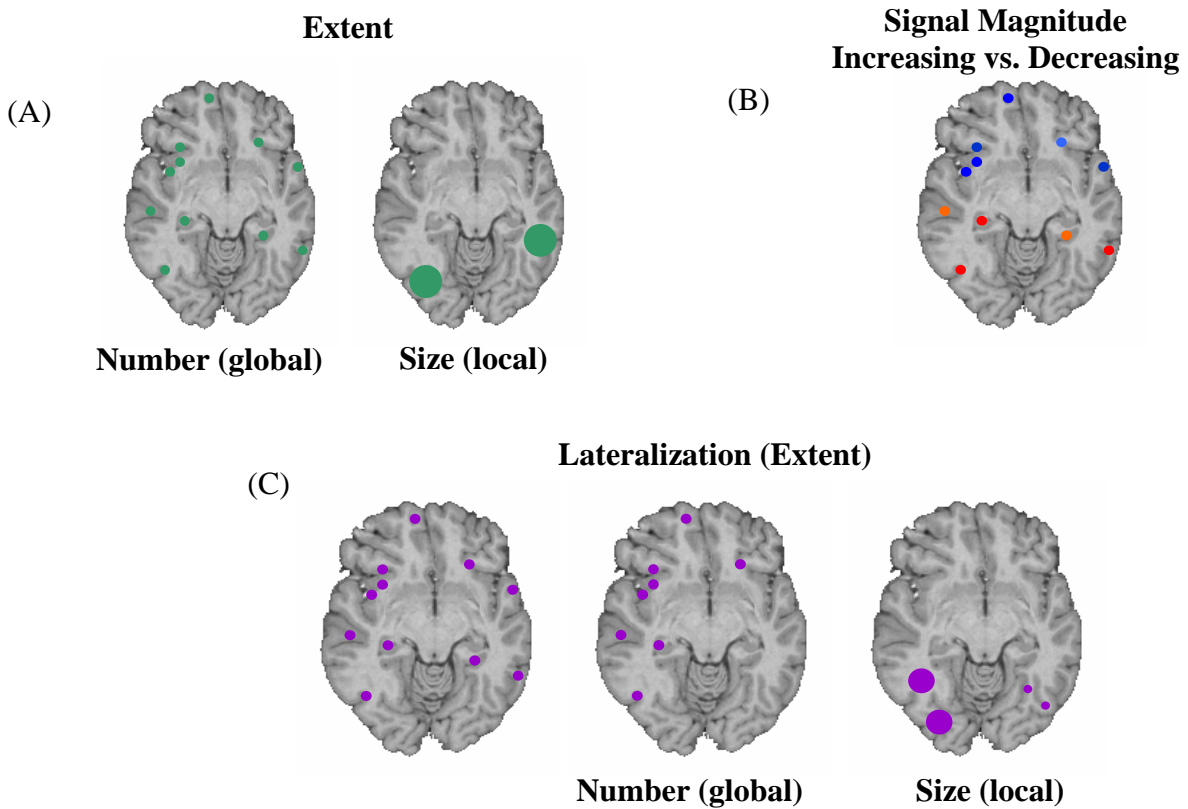 Extent
(A)
Number (global)
Size (local)
Signal Magnitude
Increasing vs. Decreasing
(B)
Lateralization (Extent)
(C)
Number (global)
Size (local)